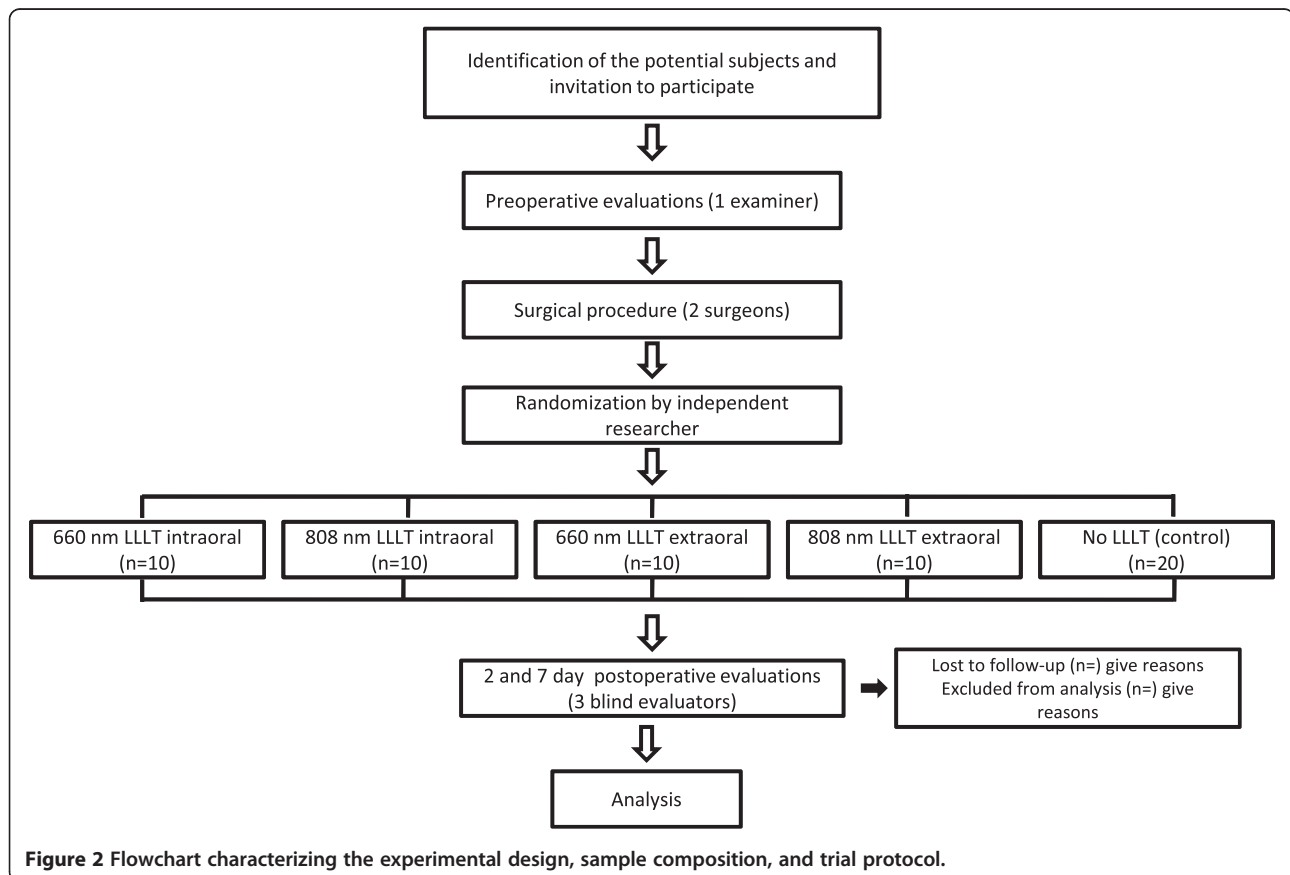 Identification of the potential subjects and
invitation to participate
Preoperative evaluations (1 examiner)
Surgical procedure (2 surgeons)
Randomization by independent
researcher
660 nm LLLT intraoral
(n=10)
808 nm LLLT intraoral
(n=10)
660 nm LLLT extraoral
(n=10)
808 nm LLLT extraoral
(n=10)
No LLLT (control)
(n=20)
2 and 7 day postoperative evaluations
(3 blind evaluators)
Lost to follow-up (n=) give reasons
Excluded from analysis (n=) give
reasons
Analysis
Figure 2 Flowchart characterizing the experimental design, sample composition, and trial protocol.